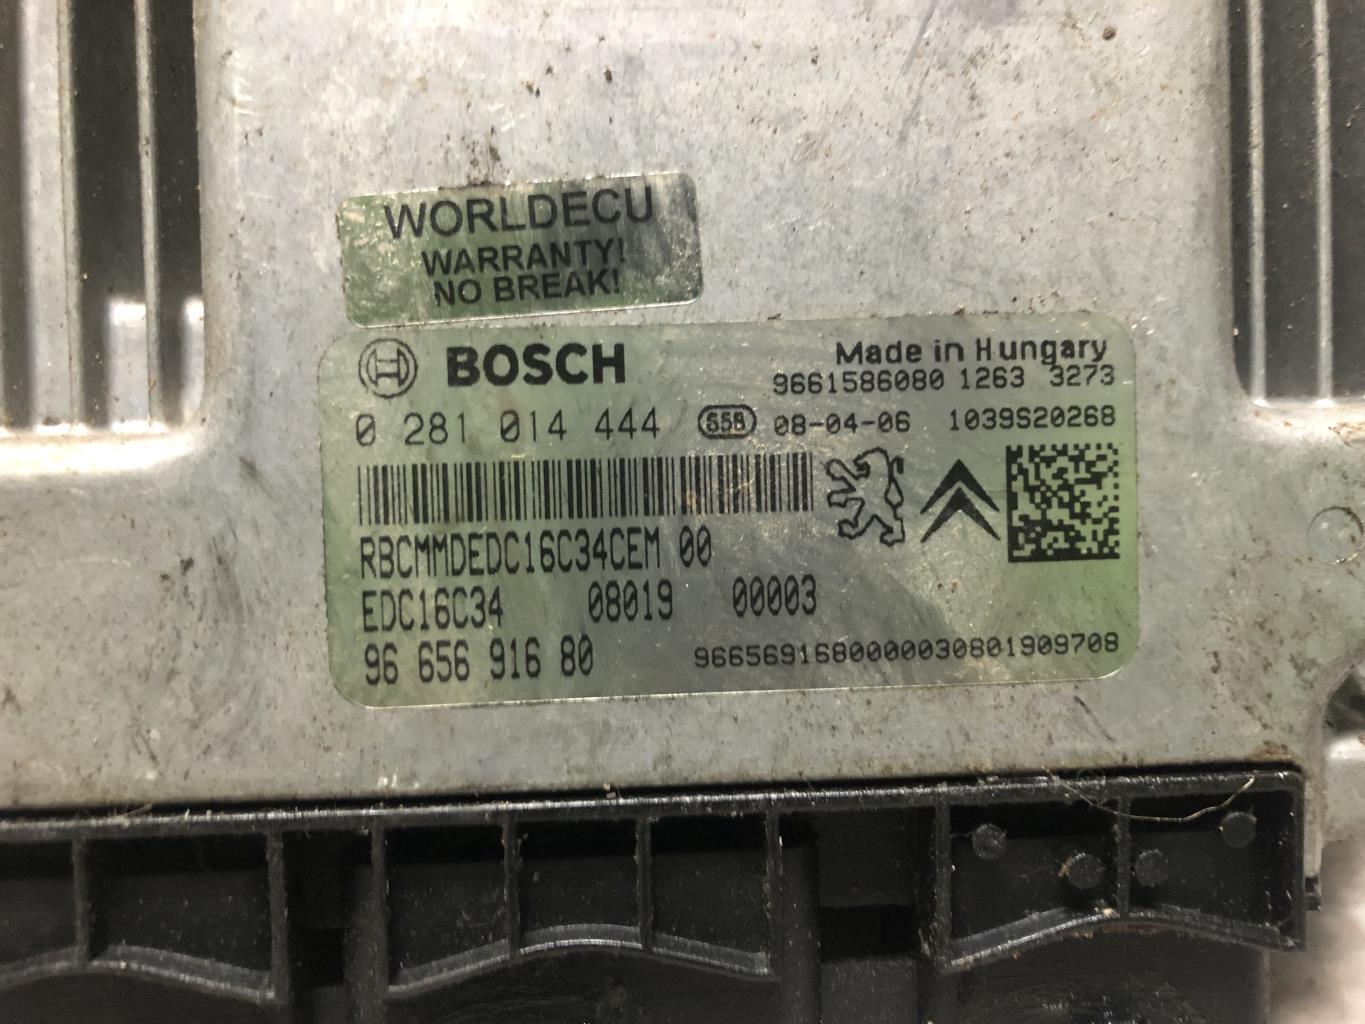 WORLDECU
WARRANTY!
NO BREAK!
BOSCH
Made in Hungary
9661586080 1263 3273
0 281 014 444 SSB 08-04-06 1039S20268
RBCMMDEDC16C34CEM 00
EDC16C34 08019 00003
96 656 916 80 9665691680000030801909708